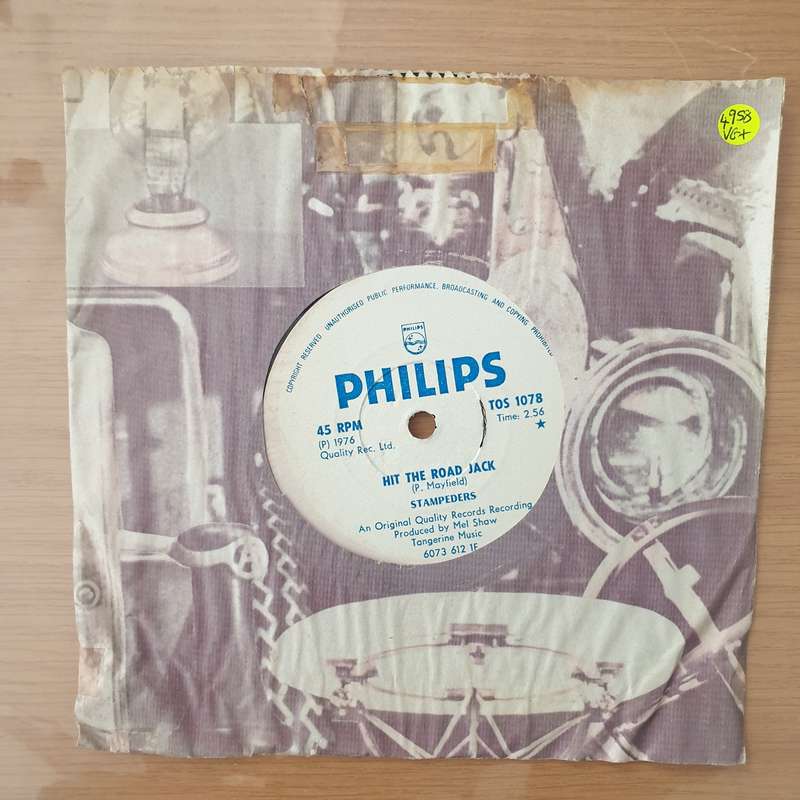 4958
VG+
COPYRIGHT RESERVED UNAUTHORISED PUBLIC PERFORMANCE, BROADCASTING AND COPYING PROHIBITED
PHILIPS
PHILIPS
45 RPM
(P) 1976
Quality Rec. Ltd.
TOS 1078
Time: 2.56
HIT THE ROAD JACK
(P. Mayfield)
STAMPEDERS
An Original Quality Records Recording
Produced by Mel Shaw
Tangerine Music
6073 612 1F